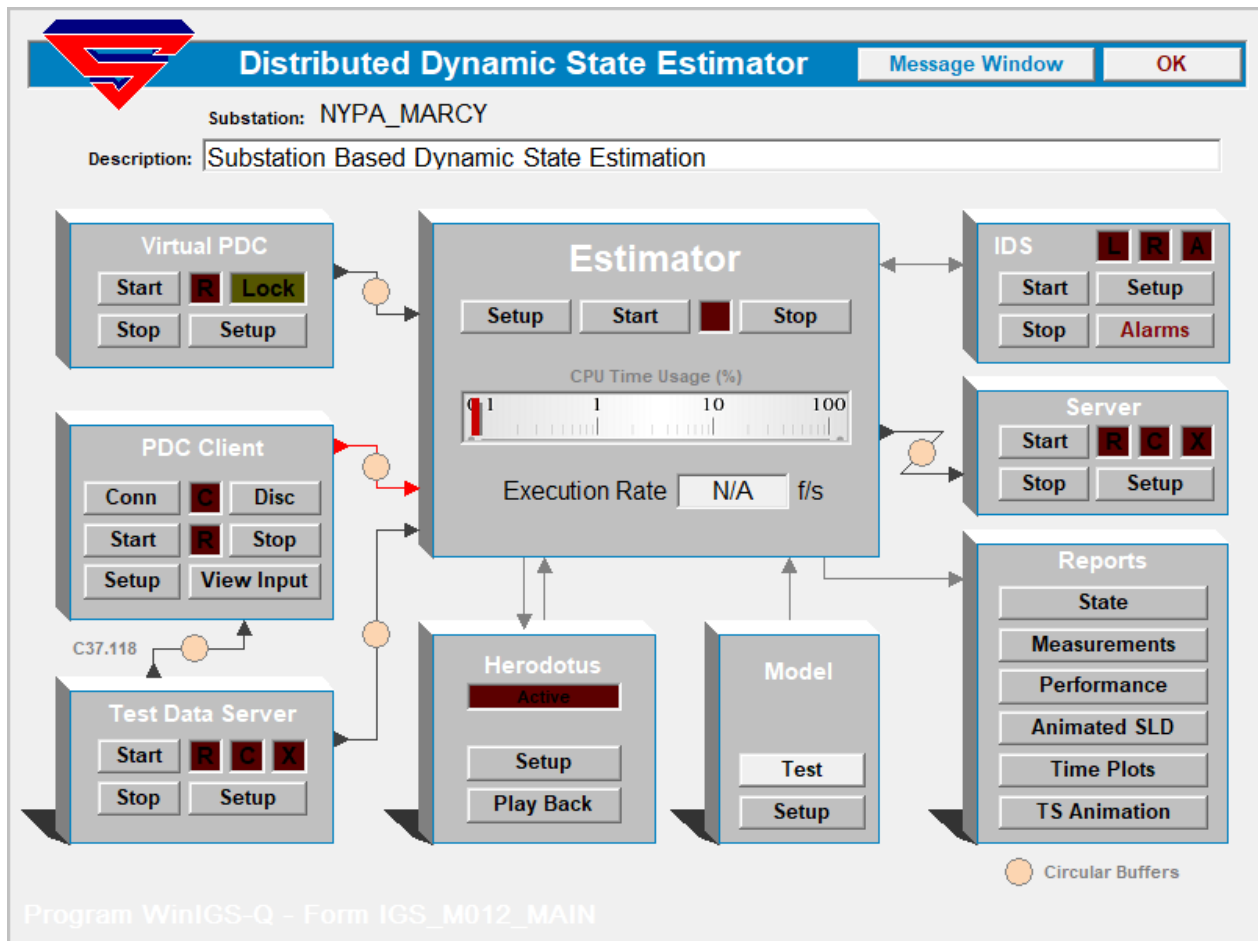 Distributed Dynamic State Estimator
Message Window
OK
Substation: NYPA_MARCY
Description: Substation Based Dynamic State Estimation
Virtual PDC
Start R Lock
Stop Setup
Estimator
Setup Start Stop
CPU Time Usage (%)
0.1 1 10 100
Execution Rate N/A f/s
IDS L R A
Start Setup
Stop Alarms
PDC Client
Conn C Disc
Start R Stop
Setup View Input
Server
Start R C X
Stop Setup
C37.118
Test Data Server
Start R C X
Stop Setup
Herodotus
Active
Setup
Play Back
Model
Test
Setup
Reports
State
Measurements
Performance
Animated SLD
Time Plots
TS Animation
Circular Buffers
Program WinIGS-Q - Form IGS_M012_MAIN